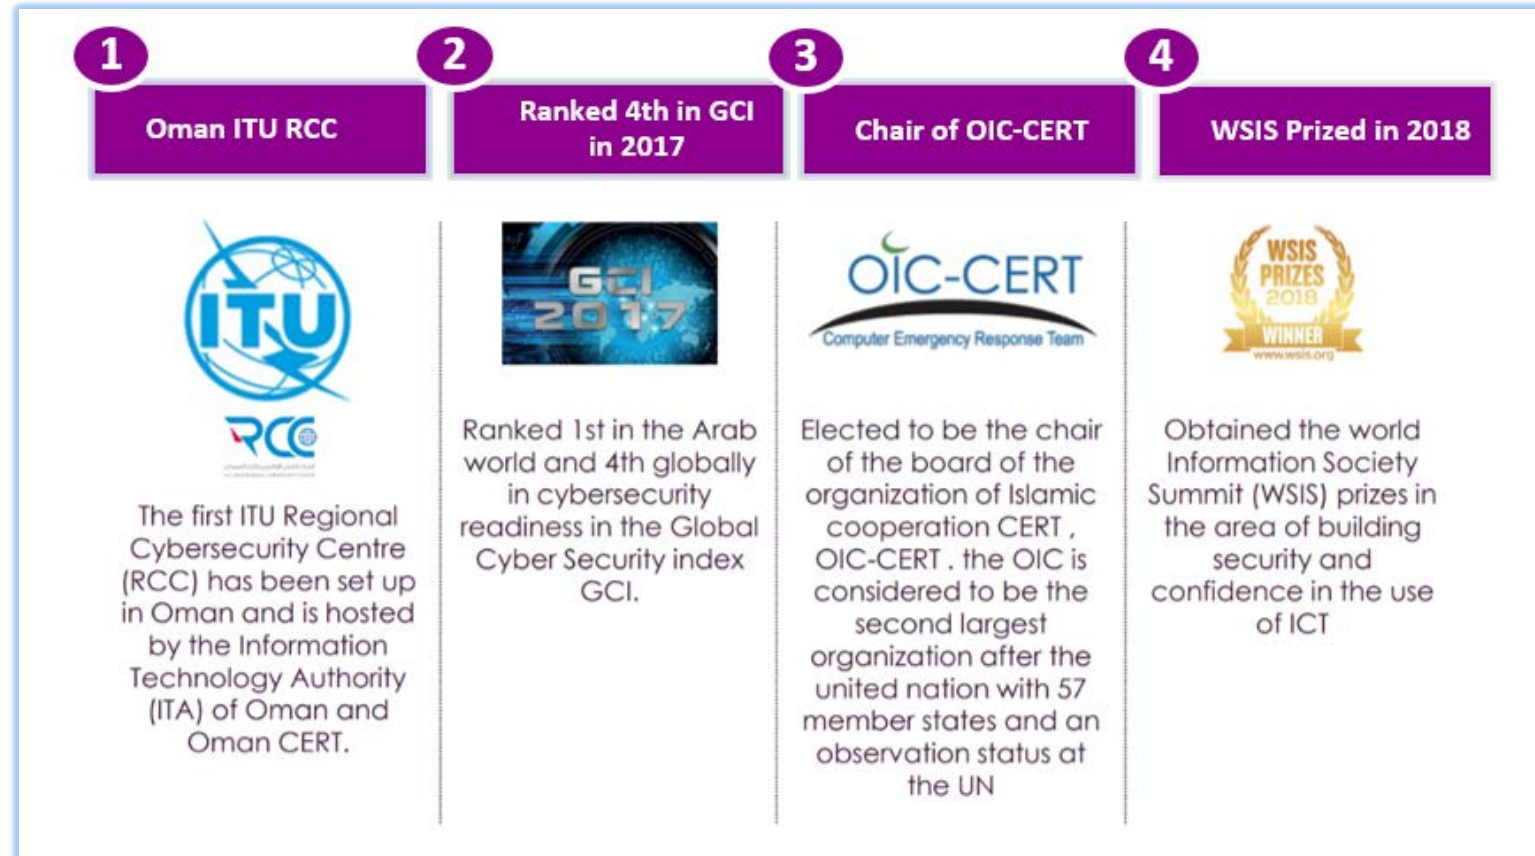 1
Oman ITU RCC
ITU
RCC
The first ITU Regional
Cybersecurity Centre
(RCC) has been set up
in Oman and is hosted
by the Information
Technology Authority
(ITA) of Oman and
Oman CERT.
2
Ranked 4th in GCI
in 2017
GCI
2017
Ranked 1st in the Arab
world and 4th globally
in cybersecurity
readiness in the Global
Cyber Security index
GCI.
3
Chair of OIC-CERT
OIC-CERT
Computer Emergency Response Team
Elected to be the chair
of the board of the
organization of Islamic
cooperation CERT ,
OIC-CERT . the OIC is
considered to be the
second largest
organization after the
united nation with 57
member states and an
observation status at
the UN
4
WSIS Prized in 2018
WSIS
PRIZES
2018
WINNER
www.wsis.org
Obtained the world
Information Society
Summit (WSIS) prizes in
the area of building
security and
confidence in the use
of ICT